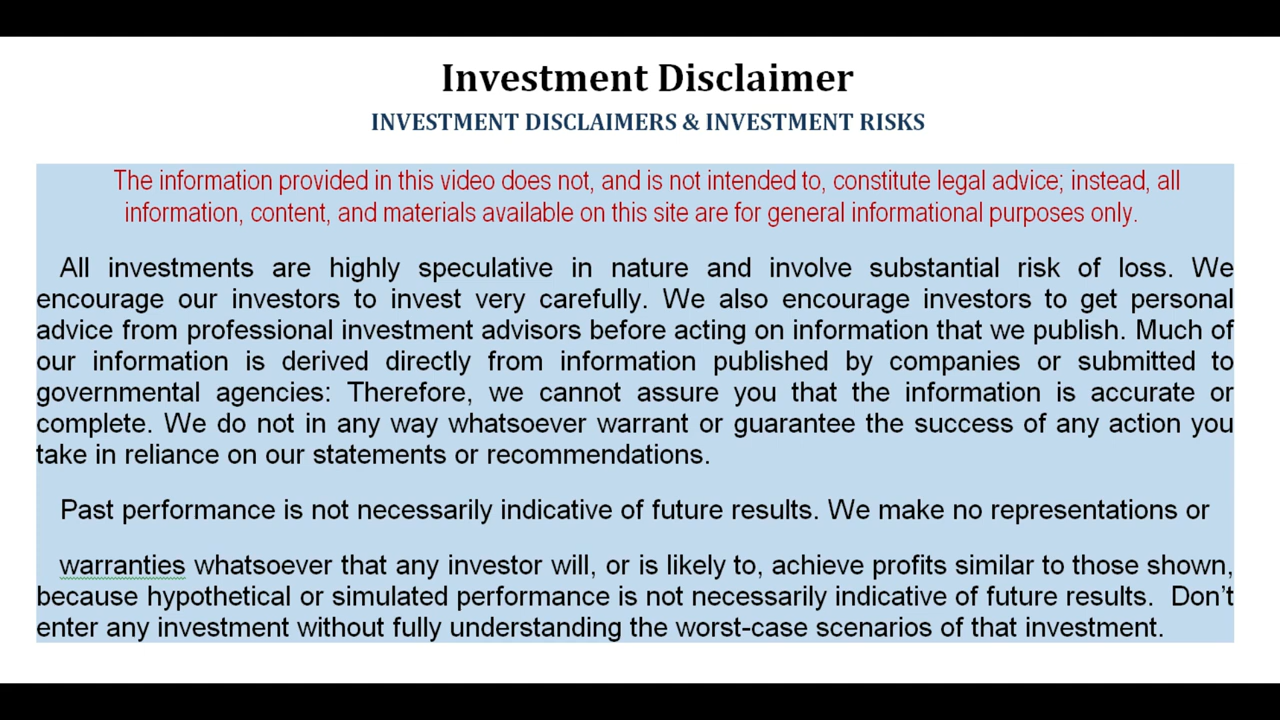 Investment Disclaimer
INVESTMENT DISCLAIMERS & INVESTMENT RISKS
The information provided in this video does not, and is not intended to, constitute legal advice; instead, all
information, content, and materials available on this site are for general informational purposes only.
All investments are highly speculative in nature and involve substantial risk of loss. We
encourage our investors to invest very carefully. We also encourage investors to get personal
advice from professional investment advisors before acting on information that we publish. Much of
our information is derived directly from information published by companies or submitted to
governmental agencies: Therefore, we cannot assure you that the information is accurate or
complete. We do not in any way whatsoever warrant or guarantee the success of any action you
take in reliance on our statements or recommendations.
Past performance is not necessarily indicative of future results. We make no representations or
warranties whatsoever that any investor will, or is likely to, achieve profits similar to those shown,
because hypothetical or simulated performance is not necessarily indicative of future results.  Don’t
enter any investment without fully understanding the worst-case scenarios of that investment.